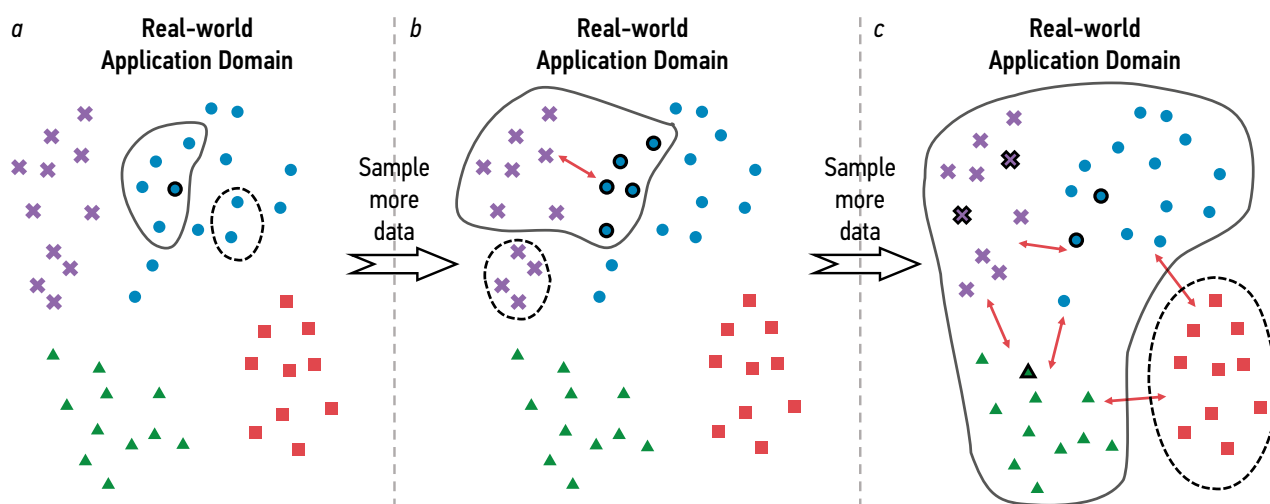 a
Real-world
Application Domain
Sample
more
data
b
Real-world
Application Domain
Sample
more
data
c
Real-world
Application Domain